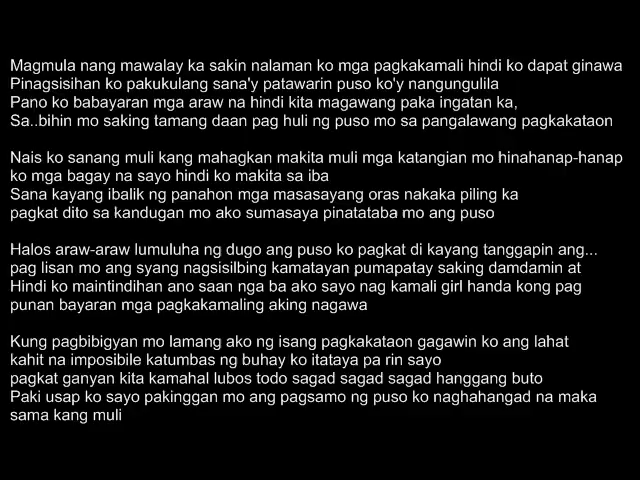 Magmula nang mawalay ka sakin nalaman ko mga pagkakamali hindi ko dapat ginawa
Pinagsisihan ko pakukulang sana'y patawarin puso ko'y nangungulila
Pano ko babayaran mga araw na hindi kita magawang paka ingatan ka,
Sa..bihin mo saking tamang daan pag huli ng puso mo sa pangalawang pagkakataon
Nais ko sanang muli kang mahagkan makita muli mga katangian mo hinahanap-hanap
ko mga bagay na sayo hindi ko makita sa iba
Sana kayang ibalik ng panahon mga masasayang oras nakaka piling ka
pagkat dito sa kandugan mo ako sumasaya pinatataba mo ang puso
Halos araw-araw lumuluha ng dugo ang puso ko pagkat di kayang tanggapin ang...
pag lisan mo ang syang nagsisilbing kamatayan pumapatay saking damdamin at
Hindi ko maintindihan ano saan nga ba ako sayo nag kamali girl handa kong pag
punan bayaran mga pagkakamaling aking nagawa
Kung pagbibigyan mo lamang ako ng isang pagkakataon gagawin ko ang lahat
kahit na imposibile katumbas ng buhay ko itataya pa rin sayo
pagkat ganyan kita kamahal lubos todo sagad sagad sagad hanggang buto
Paki usap ko sayo pakinggan mo ang pagsamo ng puso ko naghahangad na maka
sama kang muli